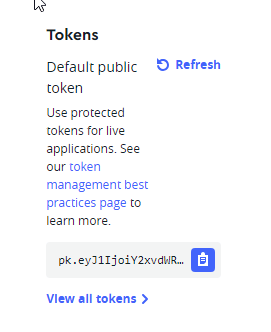 Tokens
Default public
token
Refresh
Use protected
tokens for live
applications. See
our token
management best
practices page to
learn more.
pk.eyJ1IjoiY2xvdWR…
View all tokens